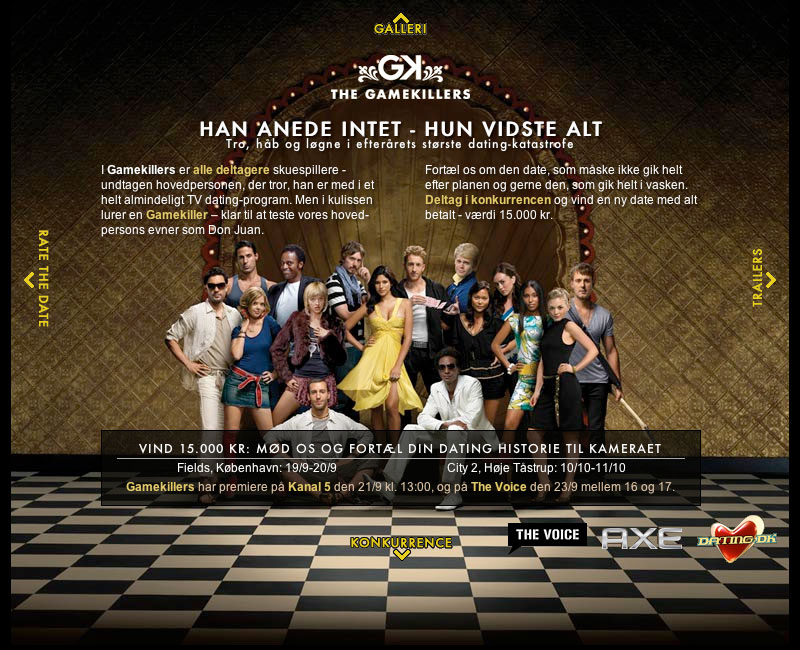 GALLERI
GK
THE GAMEKILLERS
HAN ANEDE INTET - HUN VIDSTE ALT
Tro, håb og løgne i efterårets største dating-katastrofe
I Gamekillers er alle deltagere skuespillere -
undtagen hovedpersonen, der tror, han er med i et
helt almindeligt TV dating-program. Men i kulissen
lurer en Gamekiller – klar til at teste vores hoved-
persons evner som Don Juan.
Fortæl os om den date, som måske ikke gik helt
efter planen og gerne den, som gik helt i vasken.
Deltag i konkurrencen og vind en ny date med alt
betalt - værdi 15.000 kr.
RATE THE DATE
TRAILERS
VIND 15.000 KR: MØD OS OG FORTÆL DIN DATING HISTORIE TIL KAMERAET
Fields, København: 19/9-20/9
City 2, Høje Tåstrup: 10/10-11/10
Gamekillers har premiere på Kanal 5 den 21/9 kl. 13:00, og på The Voice den 23/9 mellem 16 og 17.
KONKURRENCE
THE VOICE
AXE
DATING.DK